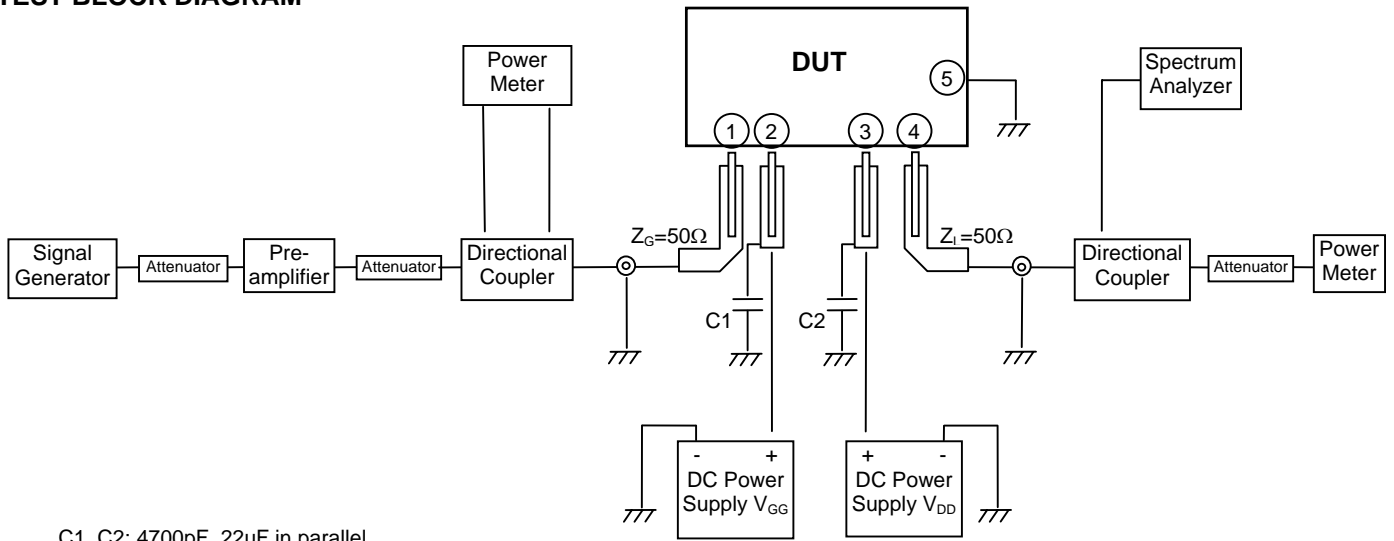 TEST BLOCK DIAGRAM
DUT
5
1
2
3
4
Power
Meter
Spectrum
Analyzer
Signal
Generator
Attenuator
Pre-
amplifier
Attenuator
Directional
Coupler
ZG=50Ω
C1
C2
Zl=50Ω
Directional
Coupler
Attenuator
Power
Meter
- +
DC Power
Supply VGG
+ -
DC Power
Supply VDD
C1, C2: 4700pF, 22uF in parallel